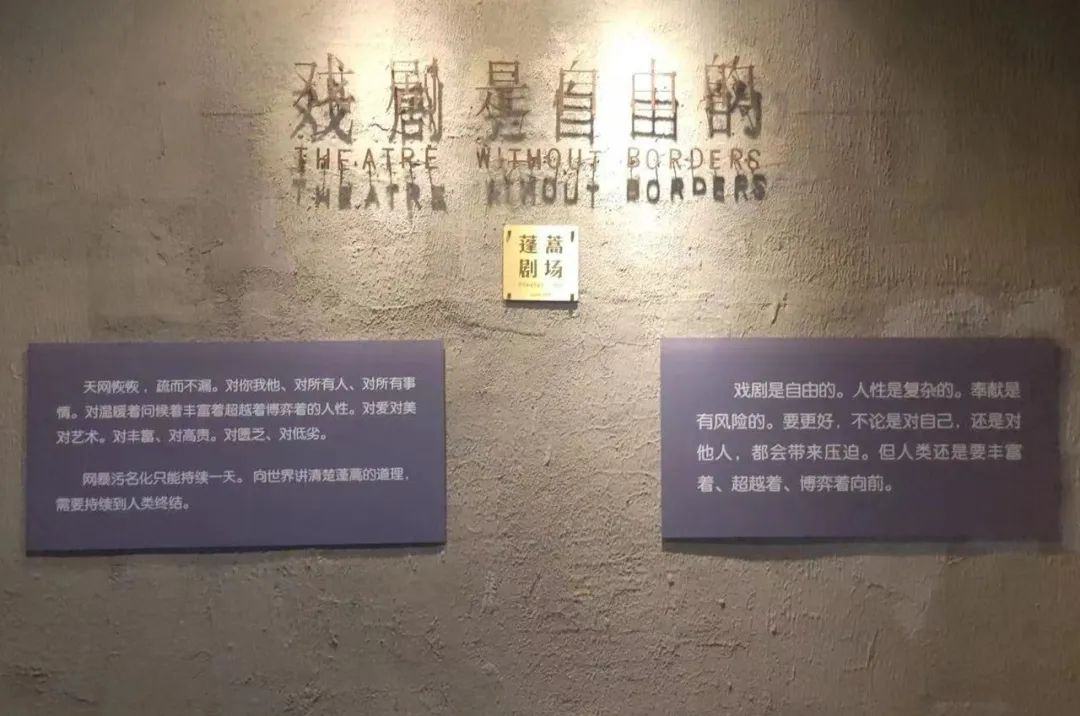 戏剧是自由的
THEATRE WITHOUT BORDERS
蓬蒿
剧场
天网恢恢，疏而不漏。对你我他、对所有人、对所有事
情。对温暖着问候着丰富着超越着博弈着的人性。对爱对美
对艺术。对丰富、对高贵。对匮乏、对低劣。
网暴污名化只能持续一天。向世界讲清楚蓬蒿的道理，
需要持续到人类终结。
戏剧是自由的。人性是复杂的。奉献是
有风险的。要更好，不论是对自己，还是对
他人，都会带来压迫。但人类还是要丰富
着、超越着、博弈着向前。